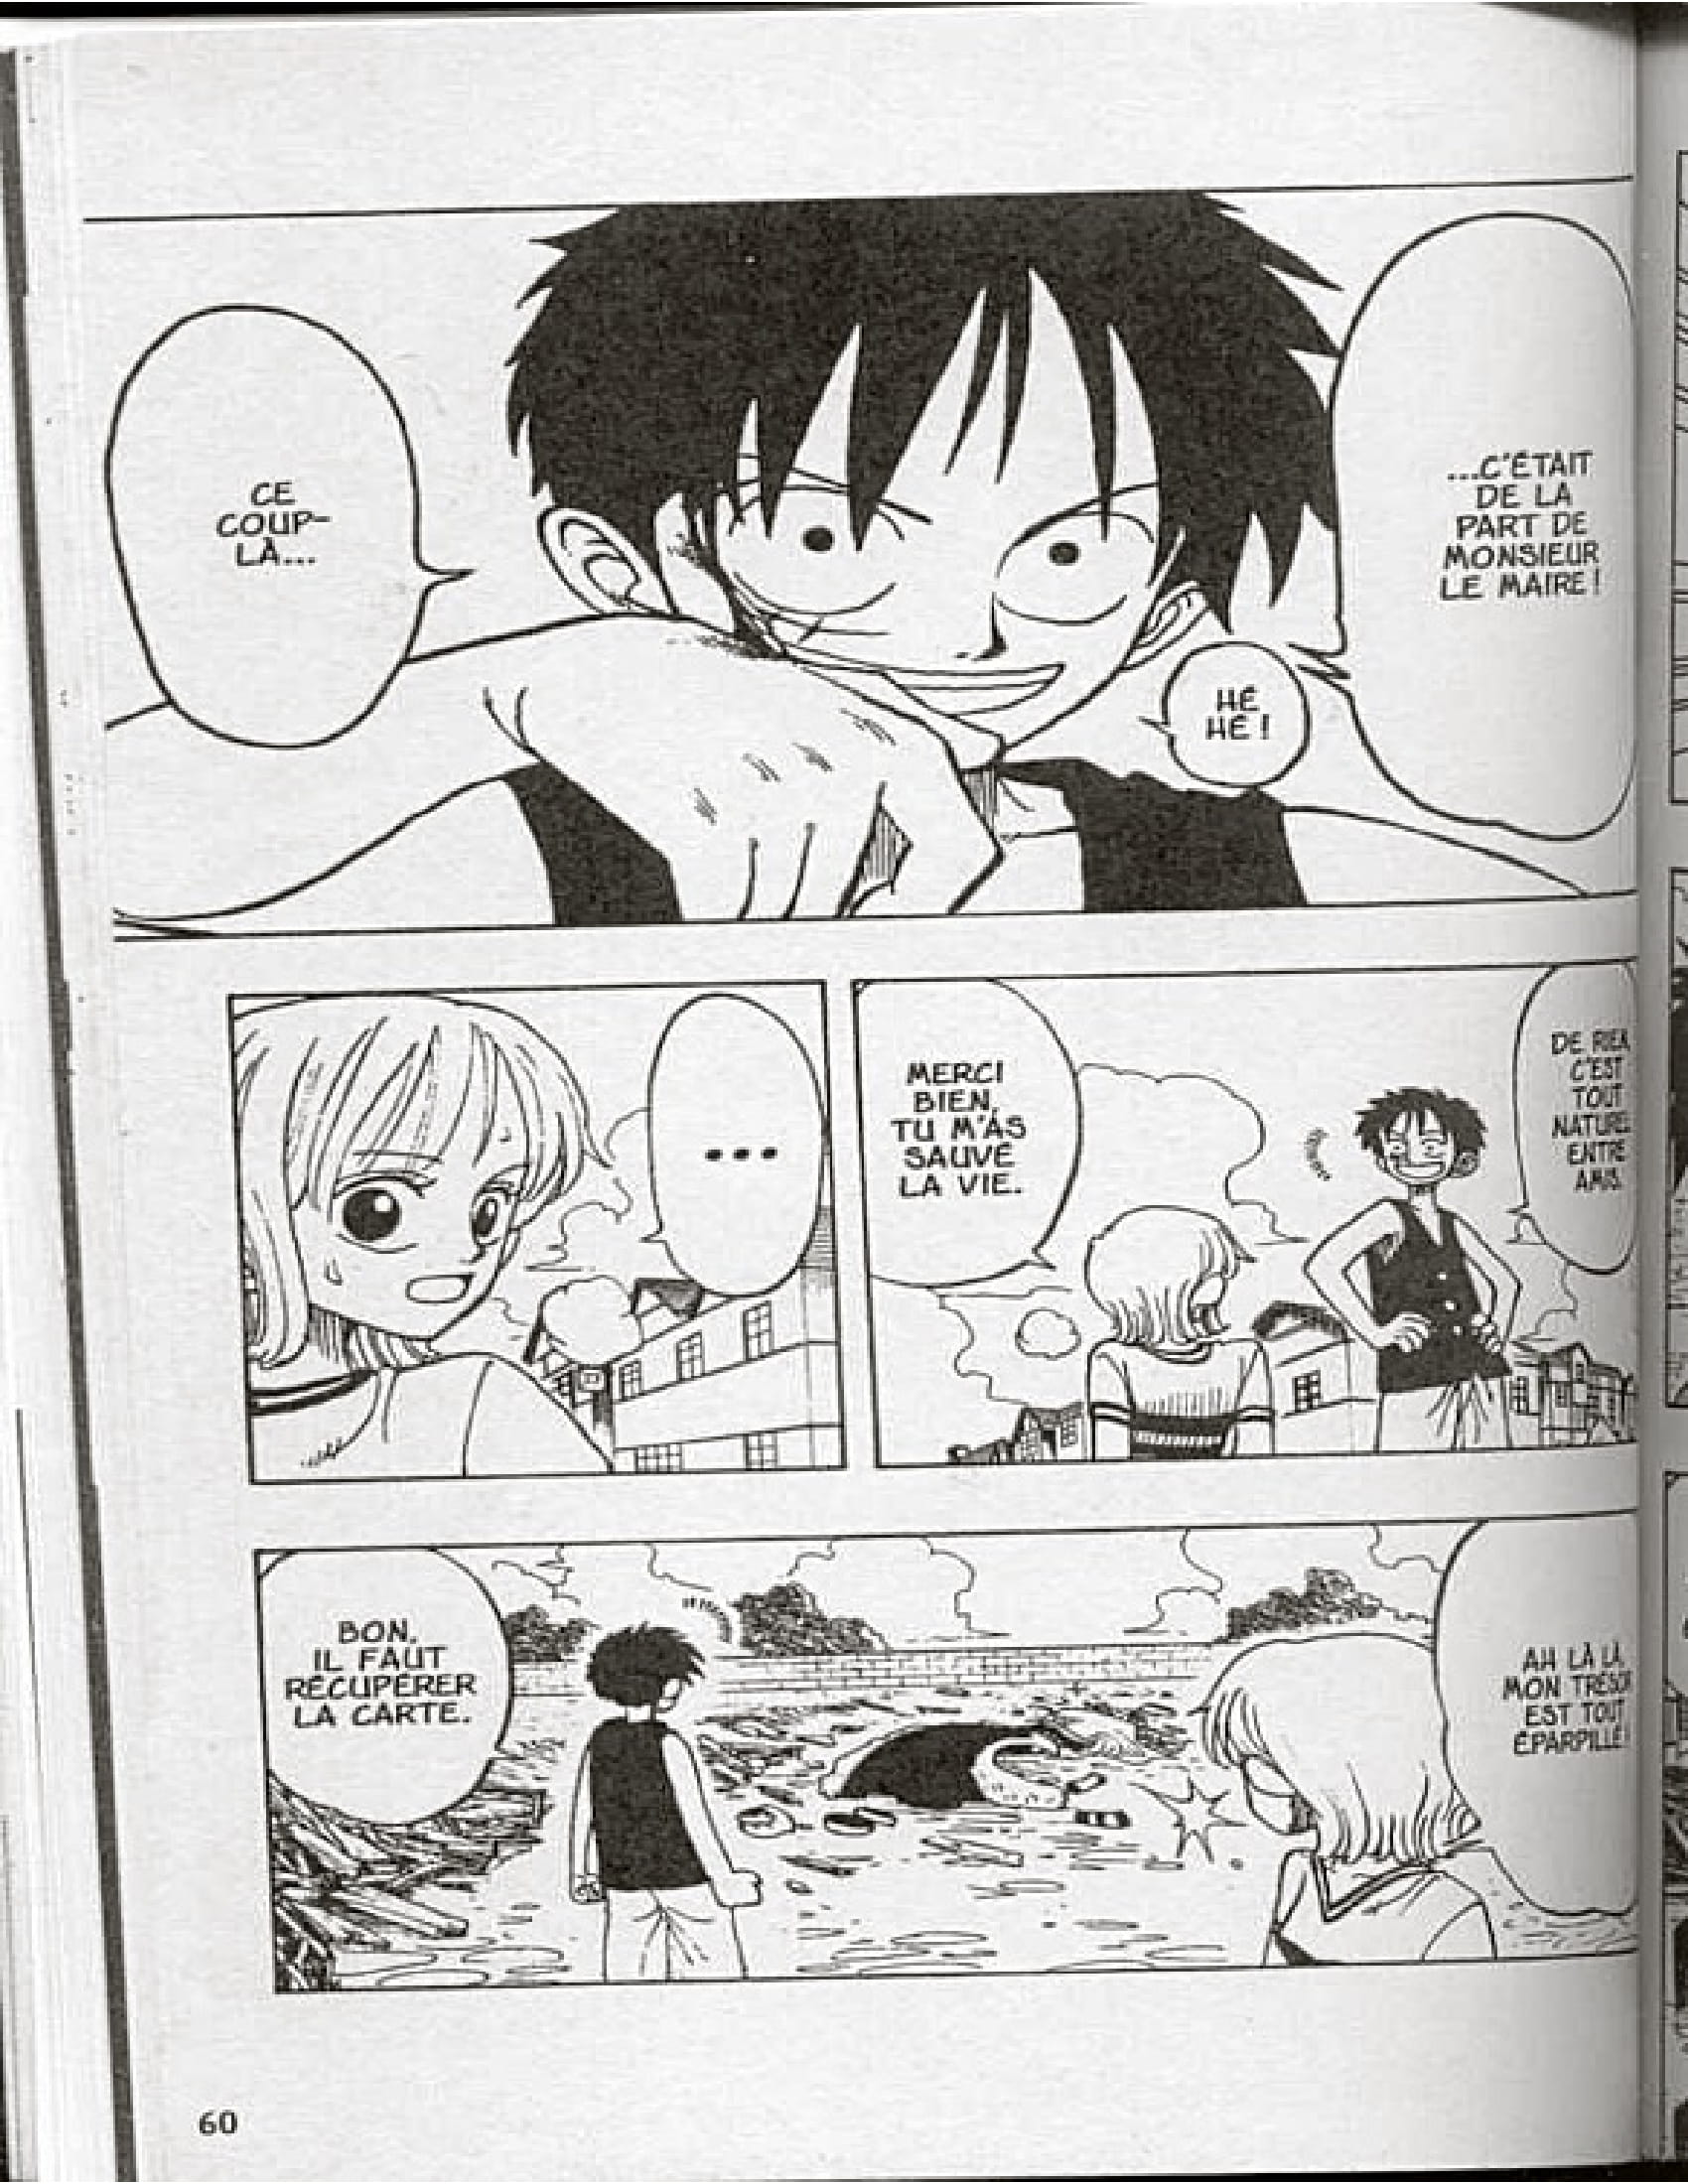 CE
COUP-
LÀ...
...C'ÉTAIT
DE LA
PART DE
MONSIEUR
LE MAIRE !
HÉ
HÉ !
...
MERCI
BIEN,
TU M'AS
SAUVÉ
LA VIE.
DE RIEN,
C'EST
TOUT
NATUREL
ENTRE
AMIS.
BON,
IL FAUT
RÉCUPÉRER
LA CARTE.
AH LÀ LÀ,
MON TRÉSOR
EST TOUT
ÉPARPILLÉ !
60